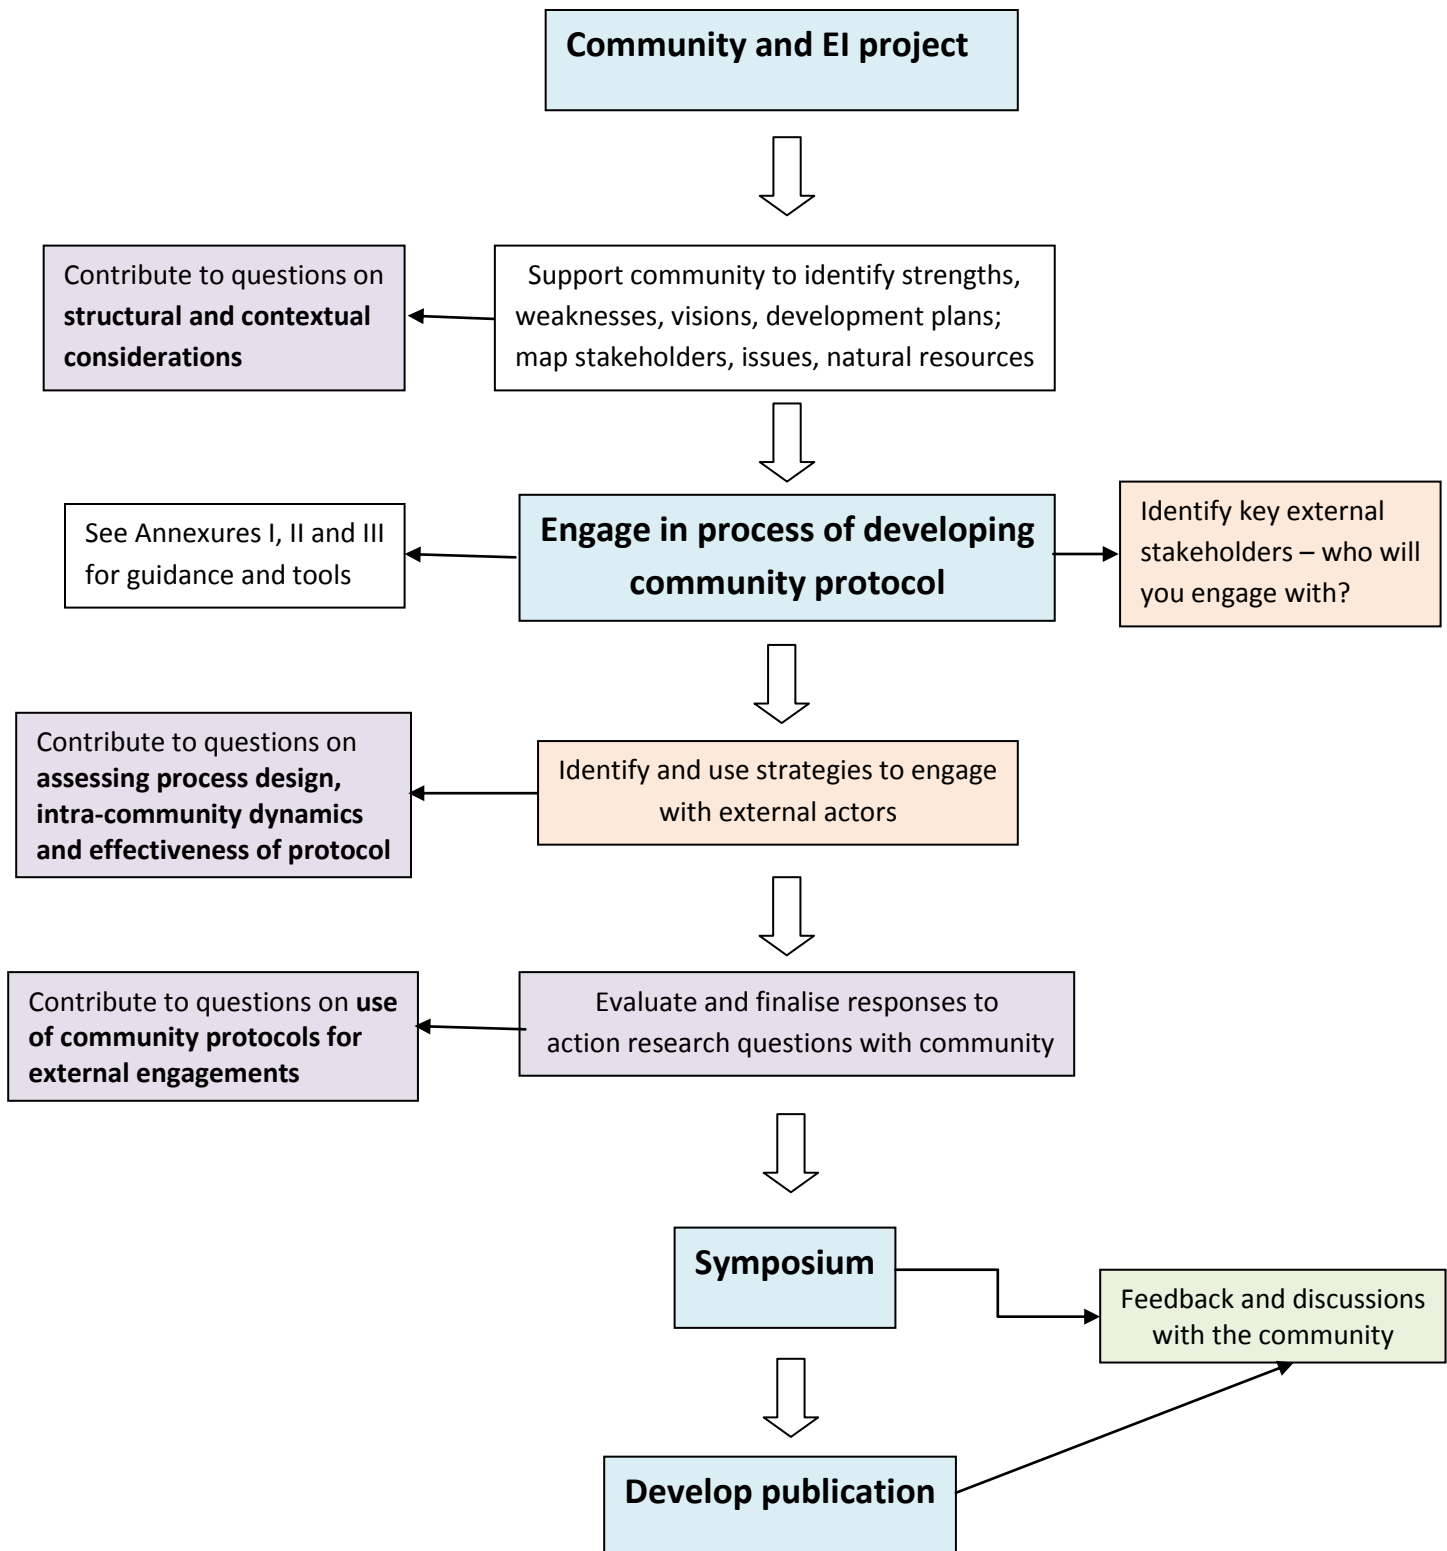 Community and EI project
Contribute to questions on
structural and contextual
considerations
Support community to identify strengths,
weaknesses, visions, development plans;
map stakeholders, issues, natural resources
See Annexures I, II and III
for guidance and tools
Engage in process of developing
community protocol
Identify key external
stakeholders – who will
you engage with?
Contribute to questions on
assessing process design,
intra-community dynamics
and effectiveness of protocol
Identify and use strategies to engage
with external actors
Contribute to questions on use
of community protocols for
external engagements
Evaluate and finalise responses to
action research questions with community
Symposium
Feedback and discussions
with the community
Develop publication